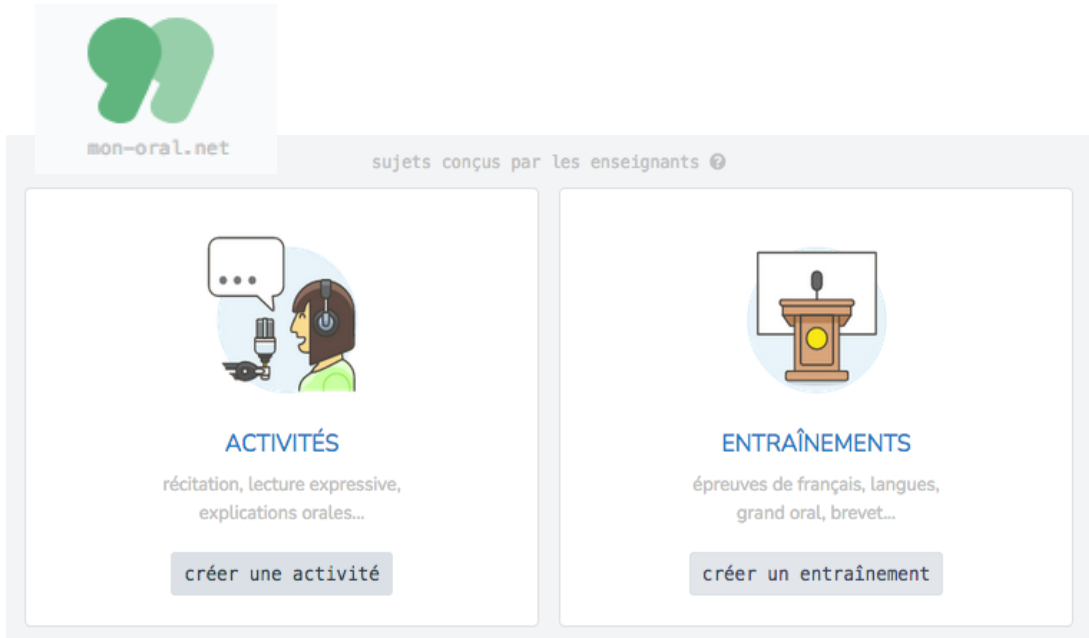 mon-oral.net
sujets conçus par les enseignants ?
ACTIVITÉS
récitation, lecture expressive,
explications orales...
créer une activité
ENTRAÎNEMENTS
épreuves de français, langues,
grand oral, brevet...
créer un entraînement